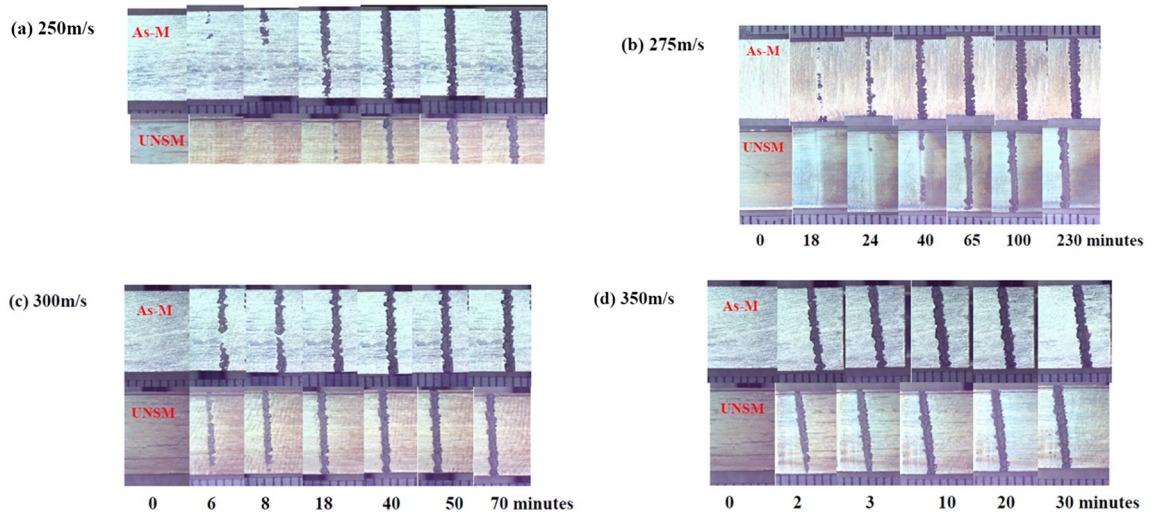 (a) 250m/s
As-M
UNSM
(b) 275m/s
As-M
UNSM
0 18 24 40 65 100 230 minutes
(c) 300m/s
As-M
UNSM
0 6 8 18 40 50 70 minutes
(d) 350m/s
As-M
UNSM
0 2 3 10 20 30 minutes